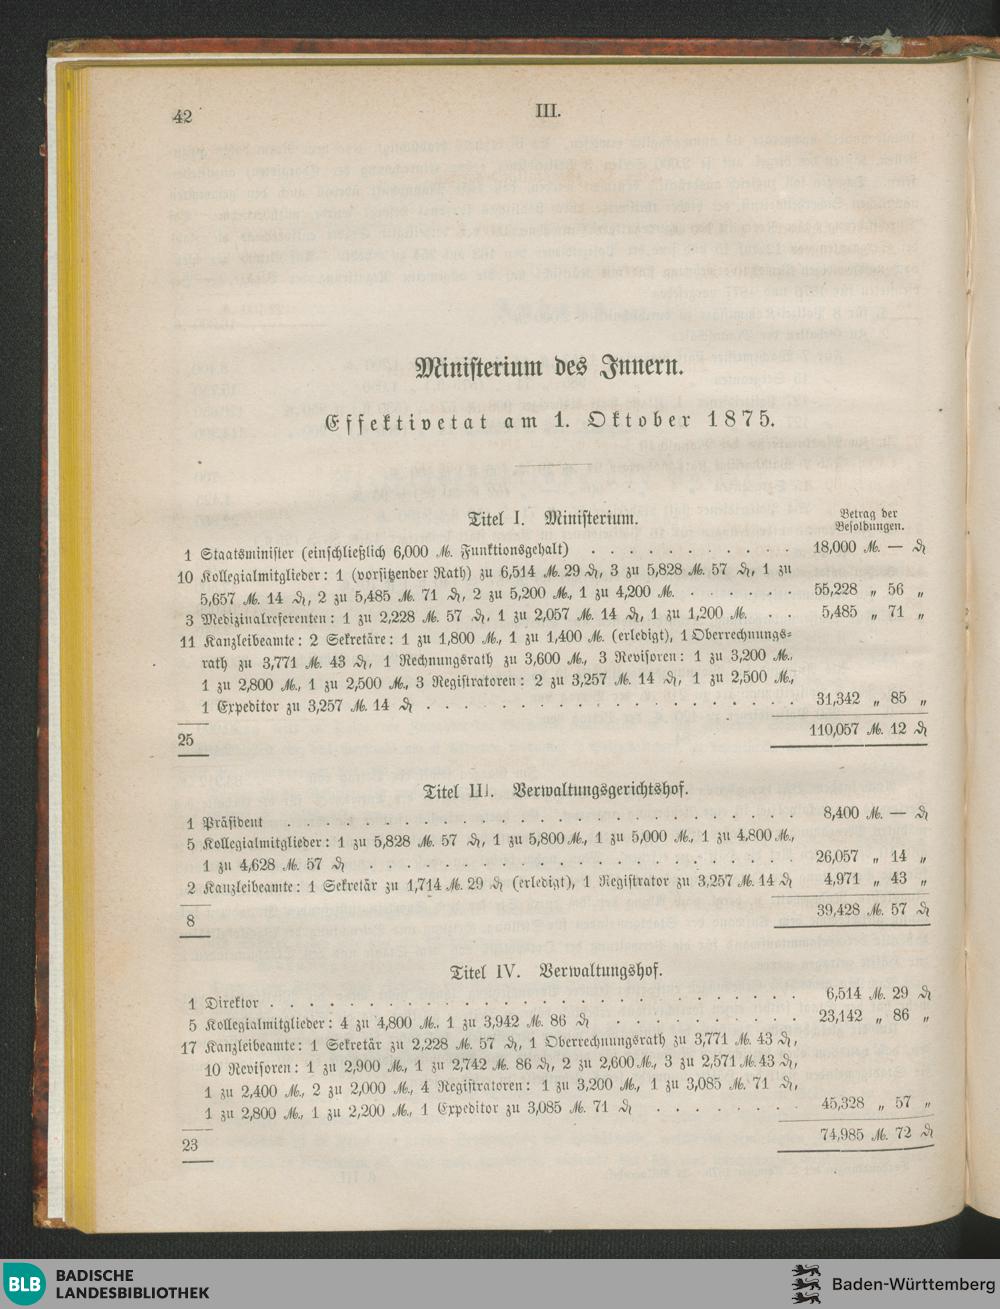 42
III.
Ministerium des Innern.
Effektivetat am 1. Oktober 1875.
Titel I. Ministerium.
Betrag der
Besoldungen.
1 Staatsminister (einschließlich 6,000 ℳ. Funktionsgehalt) . . . . . . . . . . . 18,000 ℳ. — ₰
10 Kollegialmitglieder: 1 (vorsitzender Rath) zu 6,514 ℳ. 29 ₰, 3 zu 5,828 ℳ. 57 ₰, 1 zu
5,657 ℳ. 14 ₰, 2 zu 5,485 ℳ. 71 ₰, 2 zu 5,200 ℳ., 1 zu 4,200 ℳ. . . . . . . 55,228 „ 56 „
3 Medizinalreferenten: 1 zu 2,228 ℳ. 57 ₰, 1 zu 2,057 ℳ. 14 ₰, 1 zu 1,200 ℳ. . . 5,485 „ 71 „
11 Kanzleibeamte: 2 Sekretäre: 1 zu 1,800 ℳ., 1 zu 1,400 ℳ. (erledigt), 1 Oberrechnungs-
rath zu 3,771 ℳ. 43 ₰, 1 Rechnungsrath zu 3,600 ℳ., 3 Revisoren: 1 zu 3,200 ℳ.,
1 zu 2,800 ℳ., 1 zu 2,500 ℳ., 3 Registratoren: 2 zu 3,257 ℳ. 14 ₰, 1 zu 2,500 ℳ.,
1 Expeditor zu 3,257 ℳ. 14 ₰ . . . . . . . . . . . . . . . . . . . 31,342 „ 85 „
25 110,057 ℳ. 12 ₰
Titel III. Verwaltungsgerichtshof.
1 Präsident . . . . . . . . . . . . . . . . . . . . 8,400 ℳ. — ₰
5 Kollegialmitglieder: 1 zu 5,828 ℳ. 57 ₰, 1 zu 5,800 ℳ., 1 zu 5,000 ℳ., 1 zu 4,800 ℳ.,
1 zu 4,628 ℳ. 57 ₰ . . . . . . . . . . . . . . . . . 26,057 „ 14 „
2 Kanzleibeamte: 1 Sekretär zu 1,714 ℳ. 29 ₰ (erledigt), 1 Registrator zu 3,257 ℳ. 14 ₰ 4,971 „ 43 „
8 39,428 ℳ. 57 ₰
Titel IV. Verwaltungshof.
1 Direktor . . . . . . . . . . . . . . . . . . . . . 6,514 ℳ. 29 ₰
5 Kollegialmitglieder: 4 zu 4,800 ℳ., 1 zu 3,942 ℳ. 86 ₰ . . . . . . . . 23,142 „ 86 „
17 Kanzleibeamte: 1 Sekretär zu 2,228 ℳ. 57 ₰, 1 Oberrechnungsrath zu 3,771 ℳ. 43 ₰,
10 Revisoren: 1 zu 2,900 ℳ., 1 zu 2,742 ℳ. 86 ₰, 2 zu 2,600 ℳ., 3 zu 2,571 ℳ. 43 ₰,
1 zu 2,400 ℳ., 2 zu 2,000 ℳ., 4 Registratoren: 1 zu 3,200 ℳ., 1 zu 3,085 ℳ. 71 ₰,
1 zu 2,800 ℳ., 1 zu 2,200 ℳ., 1 Expeditor zu 3,085 ℳ. 71 ₰ . . . . . . . 45,328 „ 57 „
23 74,985 ℳ. 72 ₰
BLB BADISCHE
LANDESBIBLIOTHEK
Baden-Württemberg